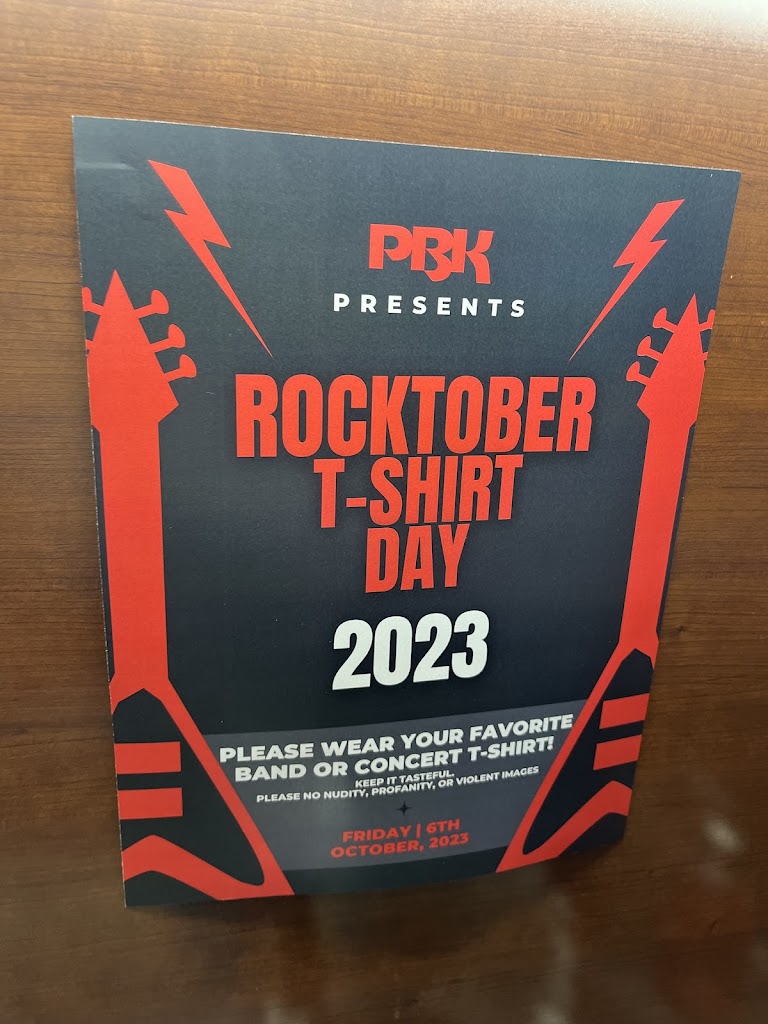 PBK
PRESENTS
ROCKTOBER
T-SHIRT
DAY
2023
PLEASE WEAR YOUR FAVORITE
BAND OR CONCERT T-SHIRT!
KEEP IT TASTEFUL.
PLEASE NO NUDITY, PROFANITY, OR VIOLENT IMAGES
FRIDAY | 6TH
OCTOBER, 2023